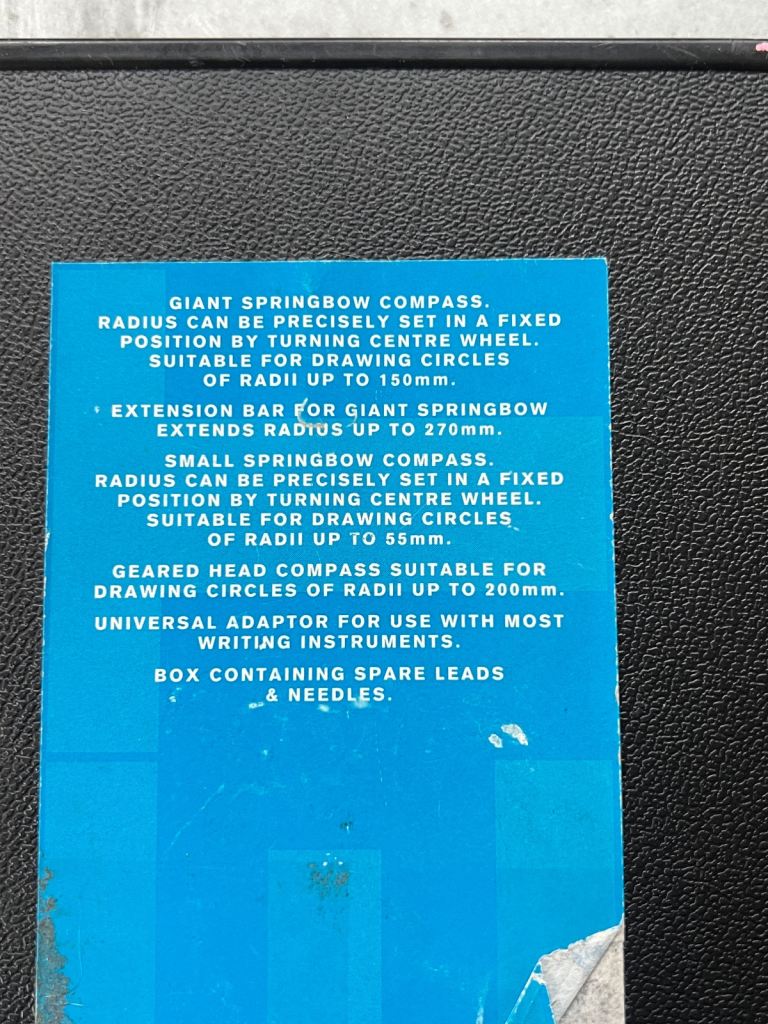 GIANT SPRINGBOW COMPASS.
RADIUS CAN BE PRECISELY SET IN A FIXED
POSITION BY TURNING CENTRE WHEEL.
SUITABLE FOR DRAWING CIRCLES
OF RADII UP TO 150mm.
EXTENSION BAR FOR GIANT SPRINGBOW
EXTENDS RADIUS UP TO 270mm.
SMALL SPRINGBOW COMPASS.
RADIUS CAN BE PRECISELY SET IN A FIXED
POSITION BY TURNING CENTRE WHEEL.
SUITABLE FOR DRAWING CIRCLES
OF RADII UP TO 55mm.
GEARED HEAD COMPASS SUITABLE FOR
DRAWING CIRCLES OF RADII UP TO 200mm.
UNIVERSAL ADAPTOR FOR USE WITH MOST
WRITING INSTRUMENTS.
BOX CONTAINING SPARE LEADS
& NEEDLES.